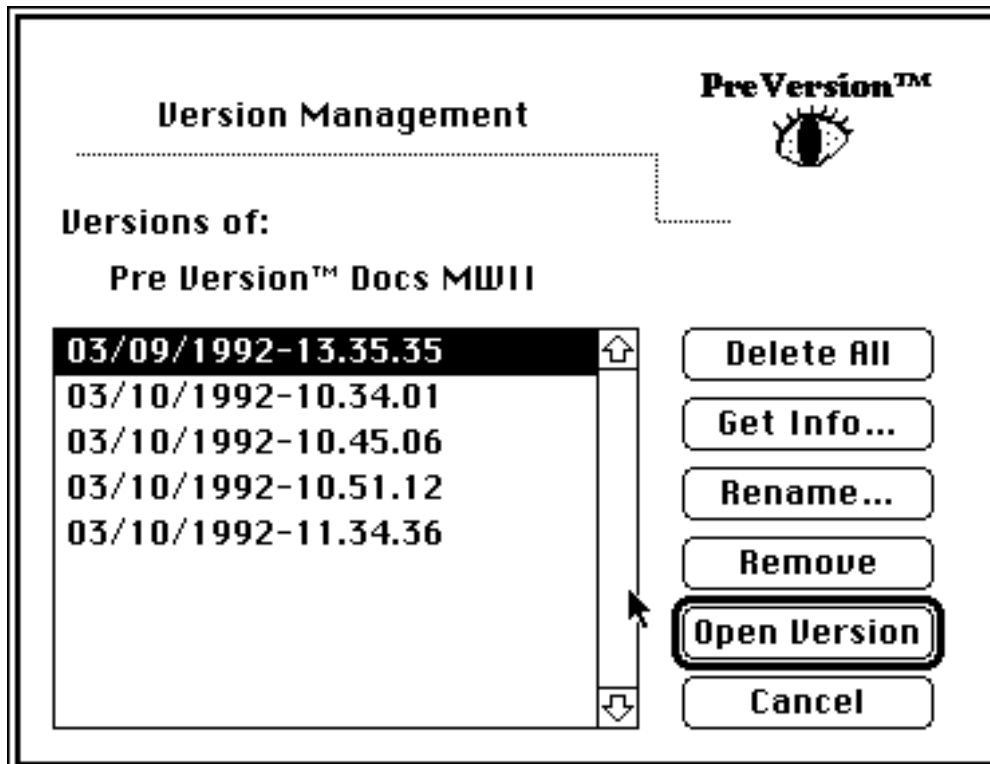 PreVersion™
Version Management
Versions of:
Pre Version™ Docs MWII
03/09/1992-13.35.35
03/10/1992-10.34.01
03/10/1992-10.45.06
03/10/1992-10.51.12
03/10/1992-11.34.36
Delete All
Get Info...
Rename...
Remove
Open Version
Cancel